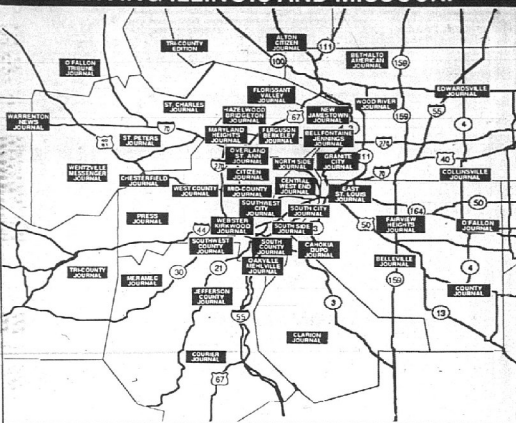 ILLINOIS AND MISSOURI
TRI-COUNTY
EDITION
ALTON
CITIZEN
JOURNAL
111
100
BETHALTO
AMERICAN
JOURNAL
159
O'FALLON
TRIBUNE
JOURNAL
FLORISSANT
VALLEY
JOURNAL
EDWARDSVILLE
JOURNAL
ST. CHARLES
JOURNAL
HAZELWOOD
BRIDGETON
JOURNAL
67
NEW
JAMESTOWN
JOURNAL
WOOD RIVER
JOURNAL
159
55
4
WARRENTON
NEWS
JOURNAL
70
ST. PETERS
JOURNAL
MARYLAND
HEIGHTS
JOURNAL
FERGUSON
BERKELEY
JOURNAL
BELLFONTAINE
JENNINGS
JOURNAL
270
OVERLAND
ST. ANN
JOURNAL
NORTH SIDE
JOURNAL
GRANITE
CITY
JOURNAL
111
40
COLLINSVILLE
JOURNAL
WENTZVILLE
MESSENGER
JOURNAL
CHESTERFIELD
JOURNAL
CITIZEN
JOURNAL
CENTRAL
WEST END
JOURNAL
WEST COUNTY
JOURNAL
MID-COUNTY
JOURNAL
EAST
ST. LOUIS
JOURNAL
50
SOUTHWEST
CITY
JOURNAL
SOUTH CITY
JOURNAL
164
PRESS
JOURNAL
44
WEBSTER
KIRKWOOD
JOURNAL
SOUTH SIDE
JOURNAL
3
50
FAIRVIEW
HEIGHTS
JOURNAL
O'FALLON
JOURNAL
SOUTHWEST
COUNTY
JOURNAL
SOUTH
COUNTY
JOURNAL
CAHOKIA
DUPO
JOURNAL
TRI-COUNTY
JOURNAL
MERAMEC
JOURNAL
30
21
OAKVILLE
MEHLVILLE
JOURNAL
BELLEVILLE
JOURNAL
4
159
COUNTY
JOURNAL
JEFFERSON
COUNTY
JOURNAL
55
3
13
CLARION
JOURNAL
COURIER
JOURNAL
67